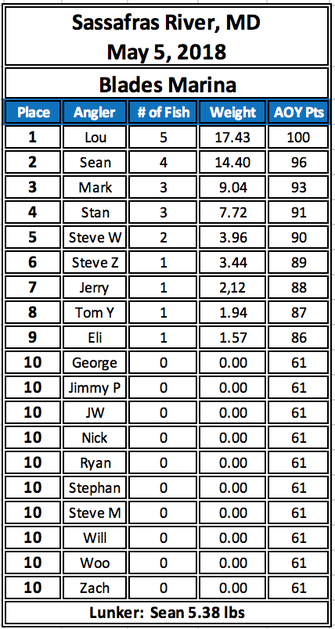 Sassafras River, MD
May 5, 2018
Blades Marina
Place Angler # of Fish Weight AOY Pts
1 Lou 5 17.43 100
2 Sean 4 14.40 96
3 Mark 3 9.04 93
4 Stan 3 7.72 91
5 Steve W 2 3.96 90
6 Steve Z 1 3.44 89
7 Jerry 1 2,12 88
8 Tom Y 1 1.94 87
9 Eli 1 1.57 86
10 George 0 0.00 61
10 Jimmy P 0 0.00 61
10 JW 0 0.00 61
10 Nick 0 0.00 61
10 Ryan 0 0.00 61
10 Stephan 0 0.00 61
10 Steve M 0 0.00 61
10 Will 0 0.00 61
10 Woo 0 0.00 61
10 Zach 0 0.00 61
Lunker: Sean 5.38 lbs